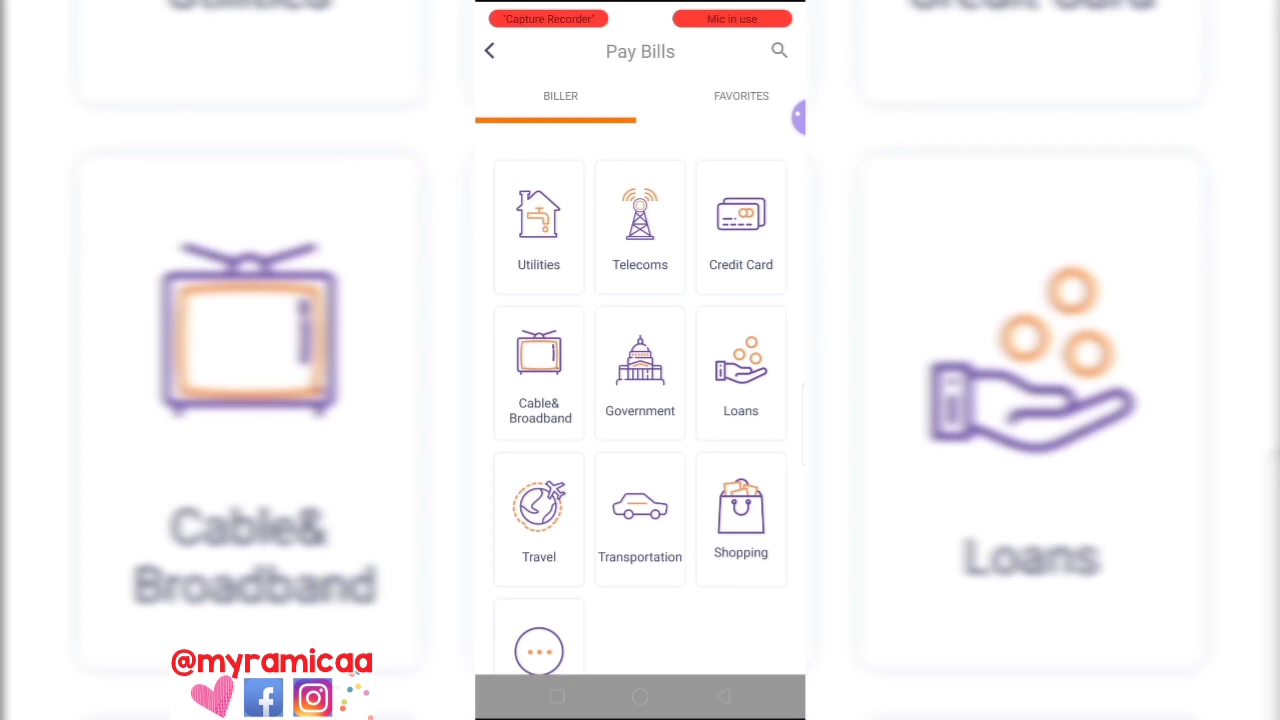 "Capture Recorder"
Mic in use
Pay Bills
BILLER
FAVORITES
Utilities
Telecoms
Credit Card
Cable&
Broadband
Government
Loans
Travel
Transportation
Shopping
Cable&
Broadband
Loans
@myramicaa